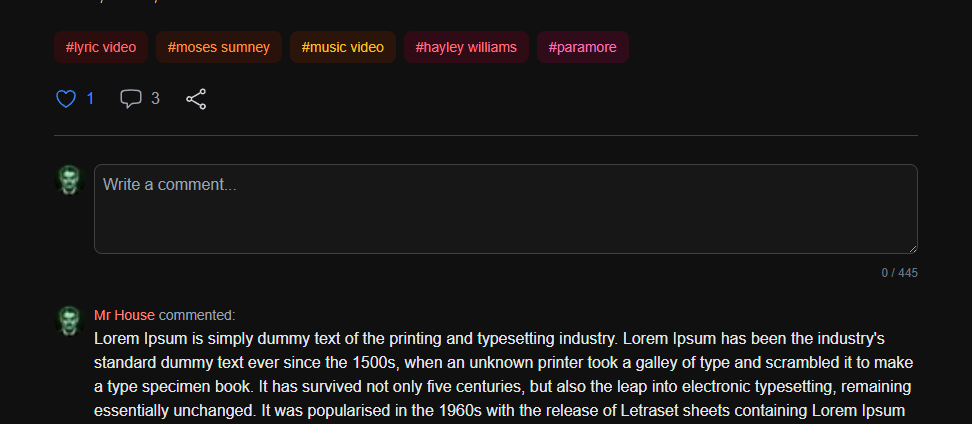 #lyric video #moses sumney #music video #hayley williams #paramore
1 3
Write a comment...
0 / 445
Mr House commented:
Lorem Ipsum is simply dummy text of the printing and typesetting industry. Lorem Ipsum has been the industry's
standard dummy text ever since the 1500s, when an unknown printer took a galley of type and scrambled it to make
a type specimen book. It has survived not only five centuries, but also the leap into electronic typesetting, remaining
essentially unchanged. It was popularised in the 1960s with the release of Letraset sheets containing Lorem Ipsum